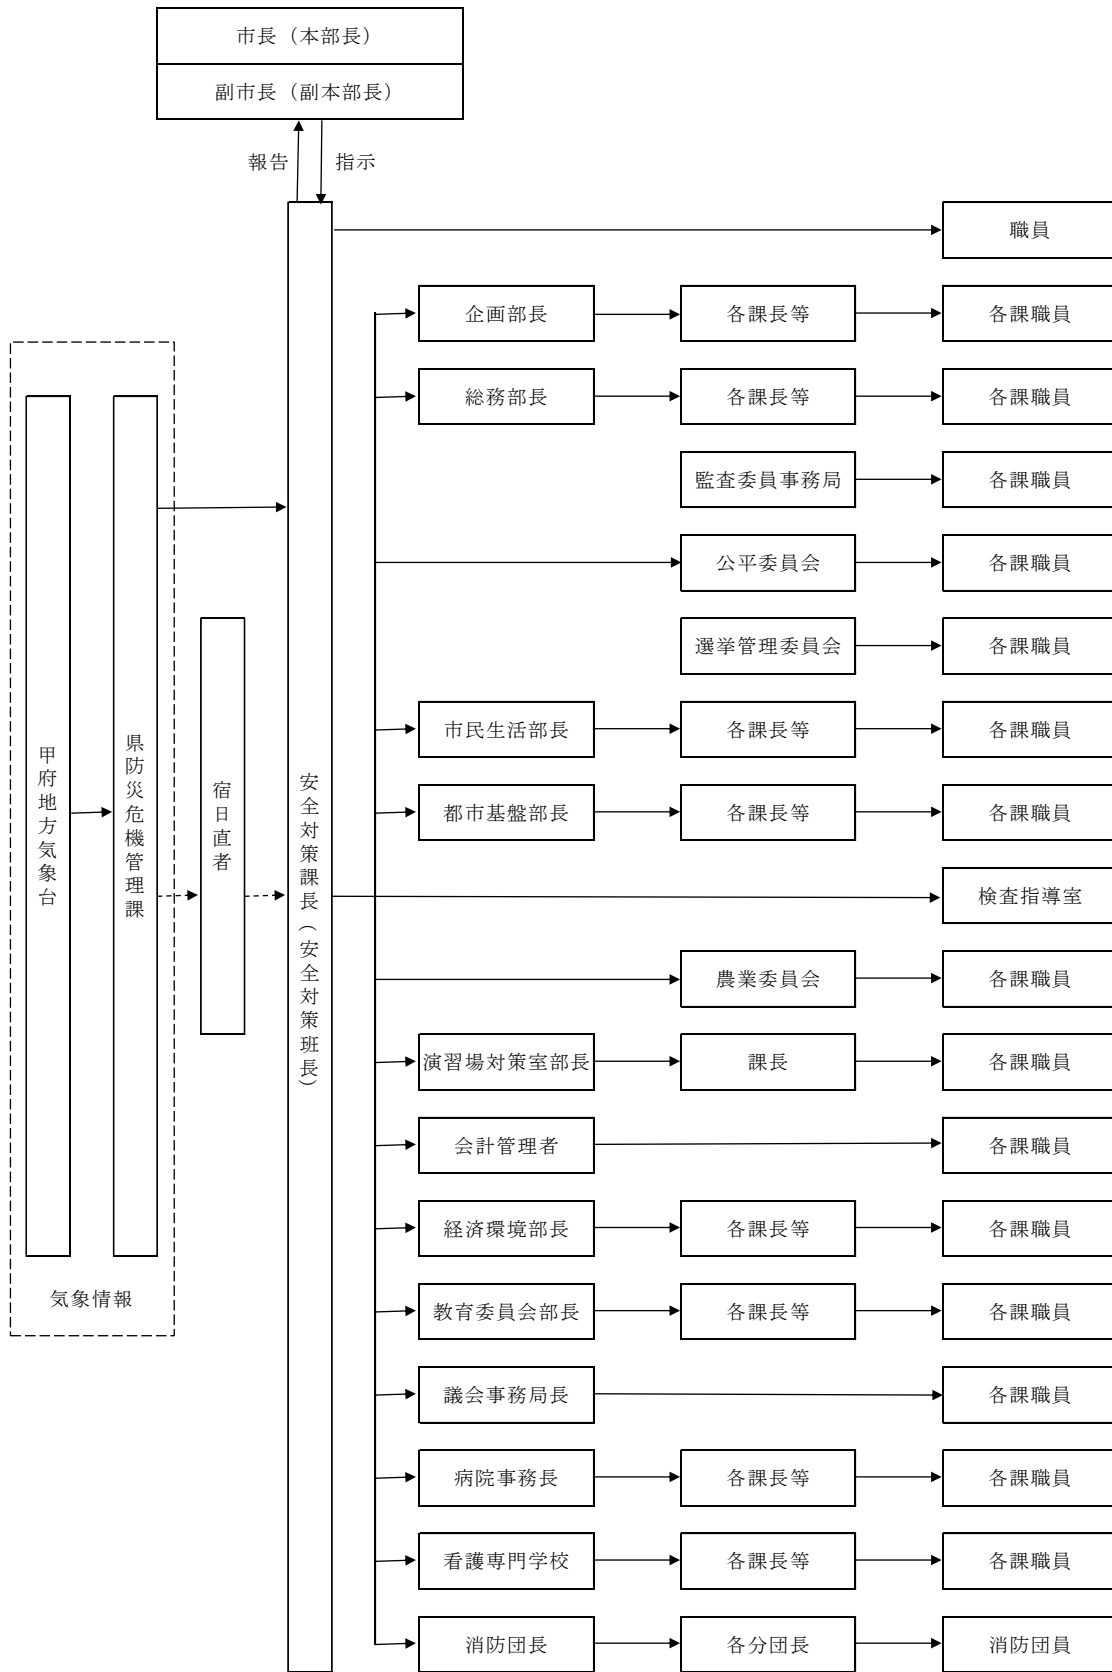 市長（本部長）
副市長（副本部長）
報告
指示
職員
企画部長
各課長等
各課職員
総務部長
各課長等
各課職員
監査委員事務局
各課職員
公平委員会
各課職員
選挙管理委員会
各課職員
市民生活部長
各課長等
各課職員
都市基盤部長
各課長等
各課職員
甲府地方気象台
県防災危機管理課
宿日直者
安全対策課長（安全対策班長）
検査指導室
農業委員会
各課職員
演習場対策室部長
課長
各課職員
会計管理者
各課職員
経済環境部長
各課長等
各課職員
気象情報
教育委員会部長
各課長等
各課職員
議会事務局長
各課職員
病院事務長
各課長等
各課職員
看護専門学校
各課長等
各課職員
消防団長
各分団長
消防団員